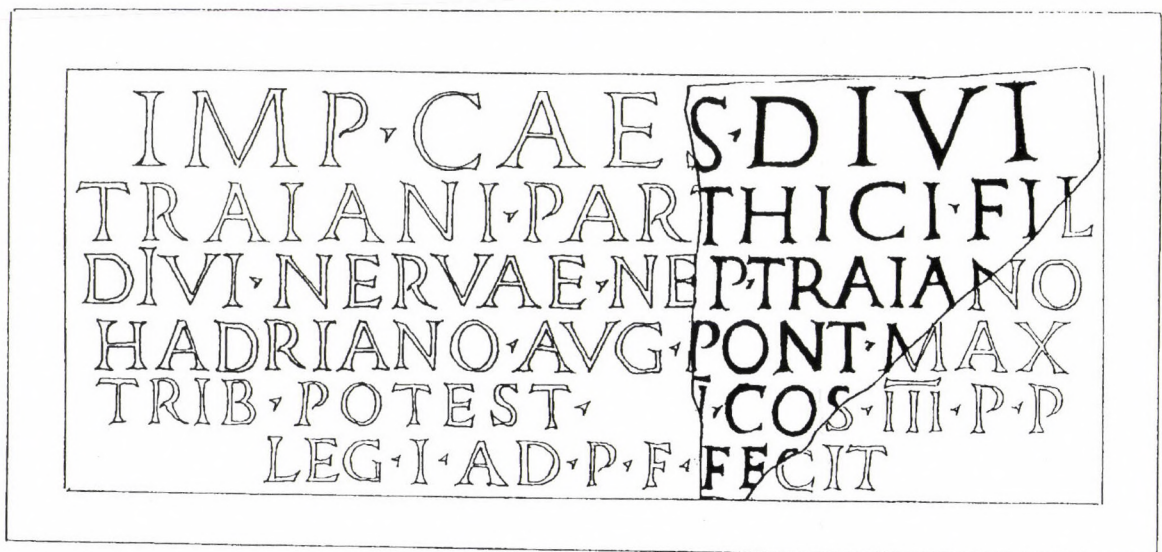 IMP·CAES·DIVI
TRAIANI·PARTHICI·FIL
DIVI·NERVAE·NEP·TRAIANO
HADRIANO·AVG·PONT·MAX
TRIB·POTEST· I·COS·III·P·P
LEG·I·AD·P·F·FECIT